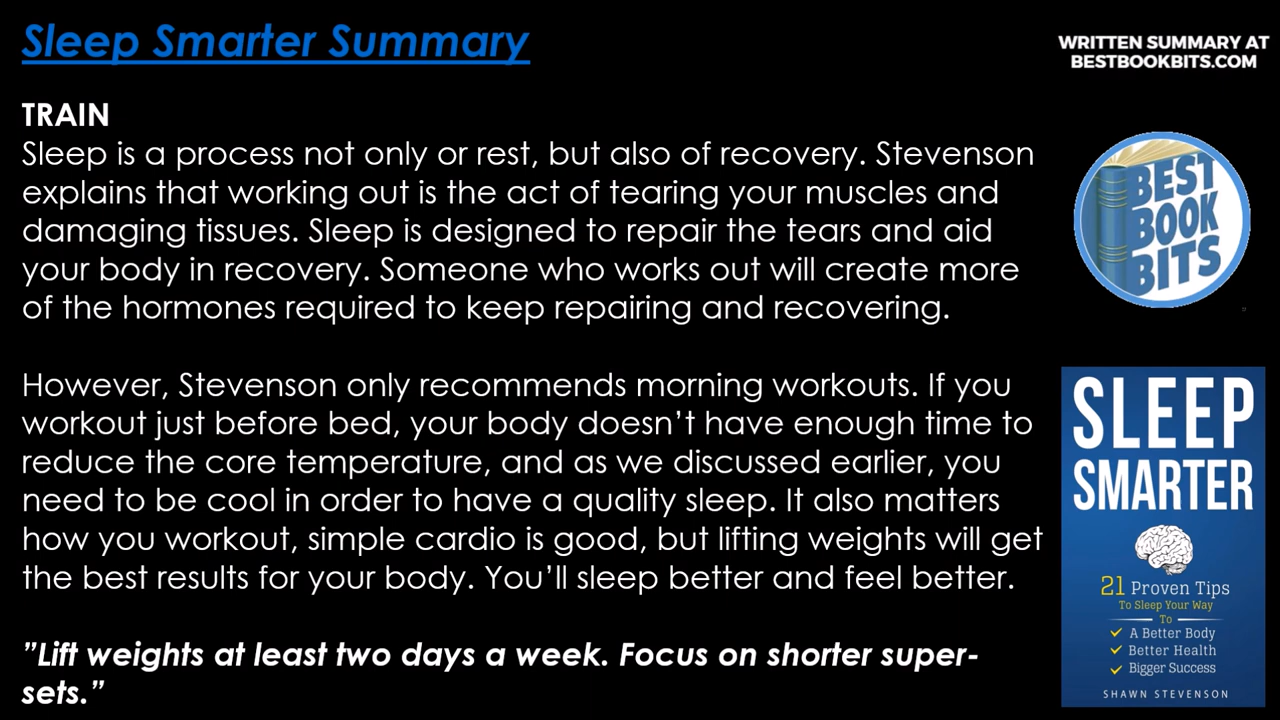 Sleep Smarter Summary
WRITTEN SUMMARY AT
BESTBOOKBITS.COM
TRAIN
Sleep is a process not only or rest, but also of recovery. Stevenson
explains that working out is the act of tearing your muscles and
damaging tissues. Sleep is designed to repair the tears and aid
your body in recovery. Someone who works out will create more
of the hormones required to keep repairing and recovering.
However, Stevenson only recommends morning workouts. If you
workout just before bed, your body doesn’t have enough time to
reduce the core temperature, and as we discussed earlier, you
need to be cool in order to have a quality sleep. It also matters
how you workout, simple cardio is good, but lifting weights will get
the best results for your body. You’ll sleep better and feel better.
”Lift weights at least two days a week. Focus on shorter super-
sets.”
BEST
BOOK
BITS
SLEEP
SMARTER
21 Proven Tips
To Sleep Your Way
To
A Better Body
Better Health
Bigger Success
SHAWN STEVENSON